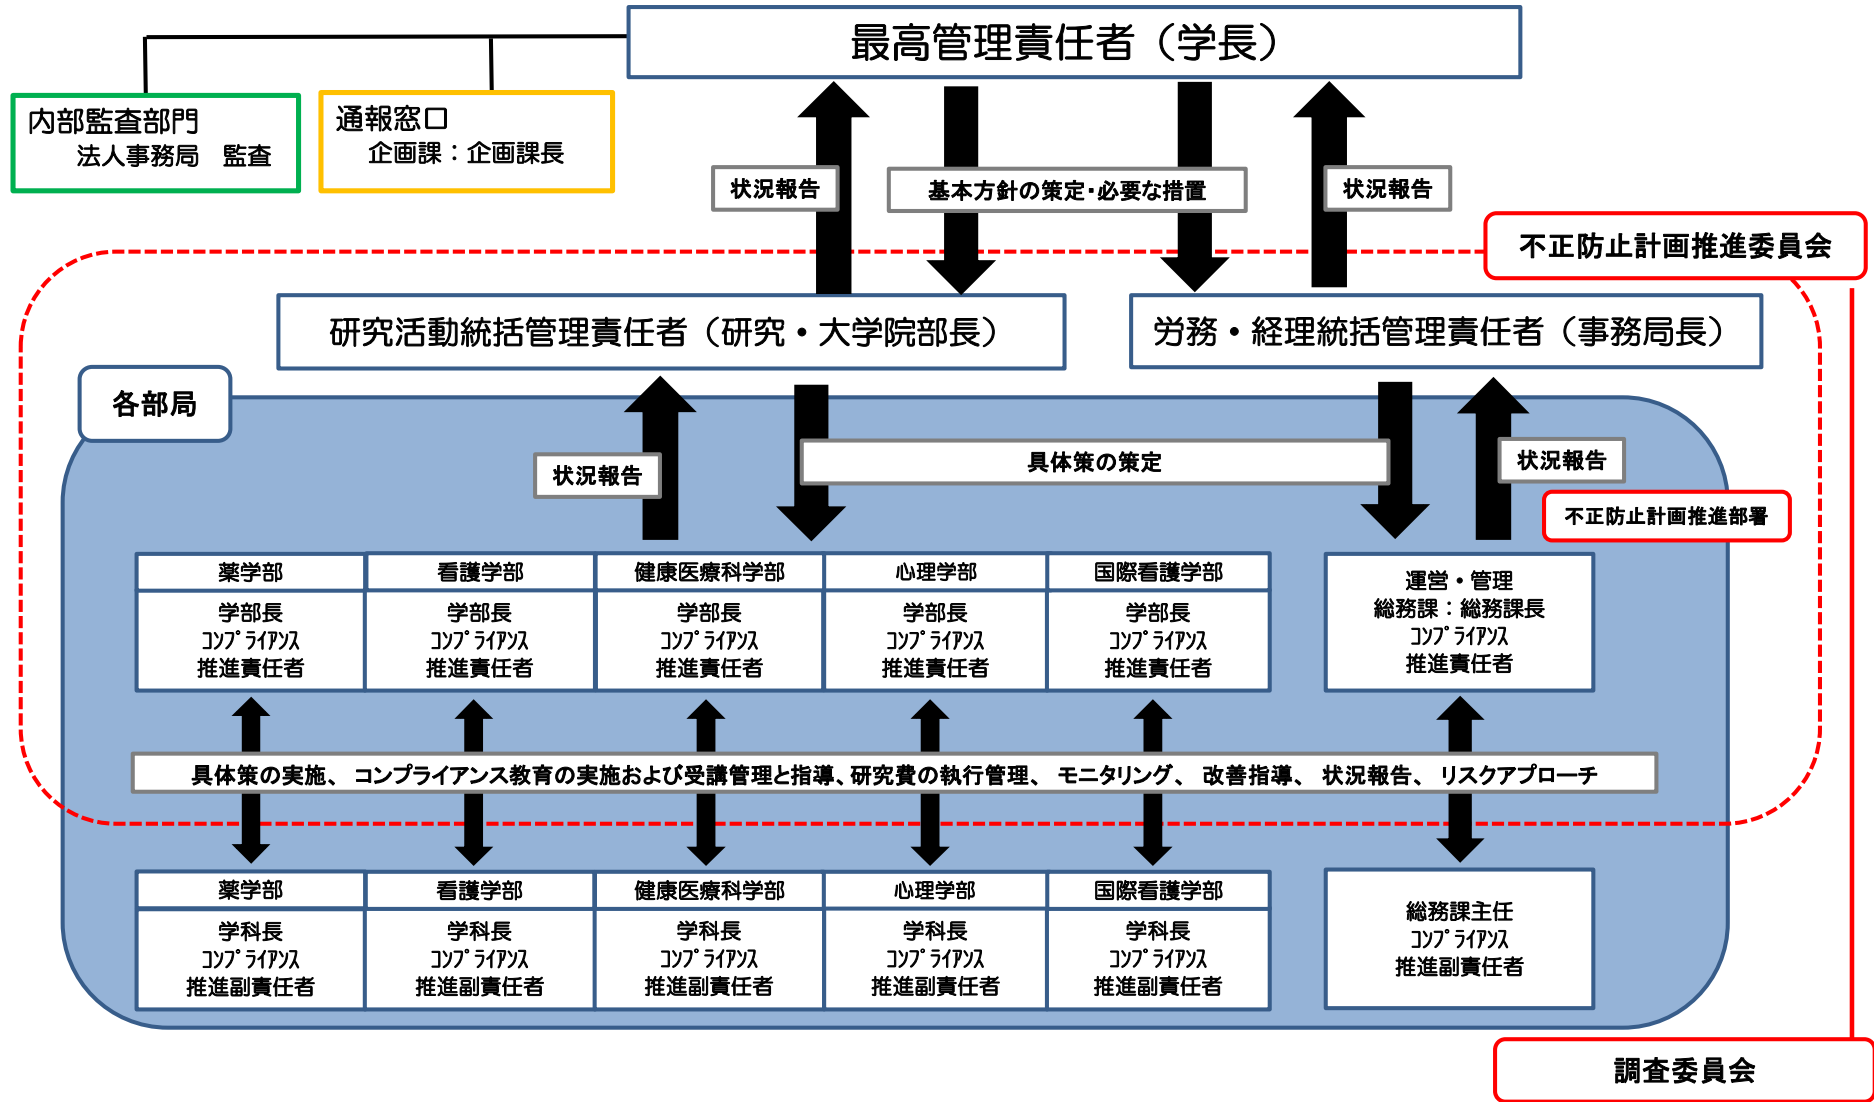 最高管理責任者（学長）
内部監査部門
法人事務局　監査
通報窓口
企画課：企画課長
状況報告
基本方針の策定・必要な措置
状況報告
不正防止計画推進委員会
研究活動統括管理責任者（研究・大学院部長）
労務・経理統括管理責任者（事務局長）
各部局
状況報告
具体策の策定
状況報告
不正防止計画推進部署
薬学部
学部長
ｺﾝﾌﾟﾗｲｱﾝｽ
推進責任者
看護学部
学部長
ｺﾝﾌﾟﾗｲｱﾝｽ
推進責任者
健康医療科学部
学部長
ｺﾝﾌﾟﾗｲｱﾝｽ
推進責任者
心理学部
学部長
ｺﾝﾌﾟﾗｲｱﾝｽ
推進責任者
国際看護学部
学部長
ｺﾝﾌﾟﾗｲｱﾝｽ
推進責任者
運営・管理
総務課：総務課長
ｺﾝﾌﾟﾗｲｱﾝｽ
推進責任者
具体策の実施、コンプライアンス教育の実施および受講管理と指導、研究費の執行管理、モニタリング、改善指導、状況報告、リスクアプローチ
薬学部
学科長
ｺﾝﾌﾟﾗｲｱﾝｽ
推進副責任者
看護学部
学科長
ｺﾝﾌﾟﾗｲｱﾝｽ
推進副責任者
健康医療科学部
学科長
ｺﾝﾌﾟﾗｲｱﾝｽ
推進副責任者
心理学部
学科長
ｺﾝﾌﾟﾗｲｱﾝｽ
推進副責任者
国際看護学部
学科長
ｺﾝﾌﾟﾗｲｱﾝｽ
推進副責任者
総務課主任
ｺﾝﾌﾟﾗｲｱﾝｽ
推進副責任者
調査委員会